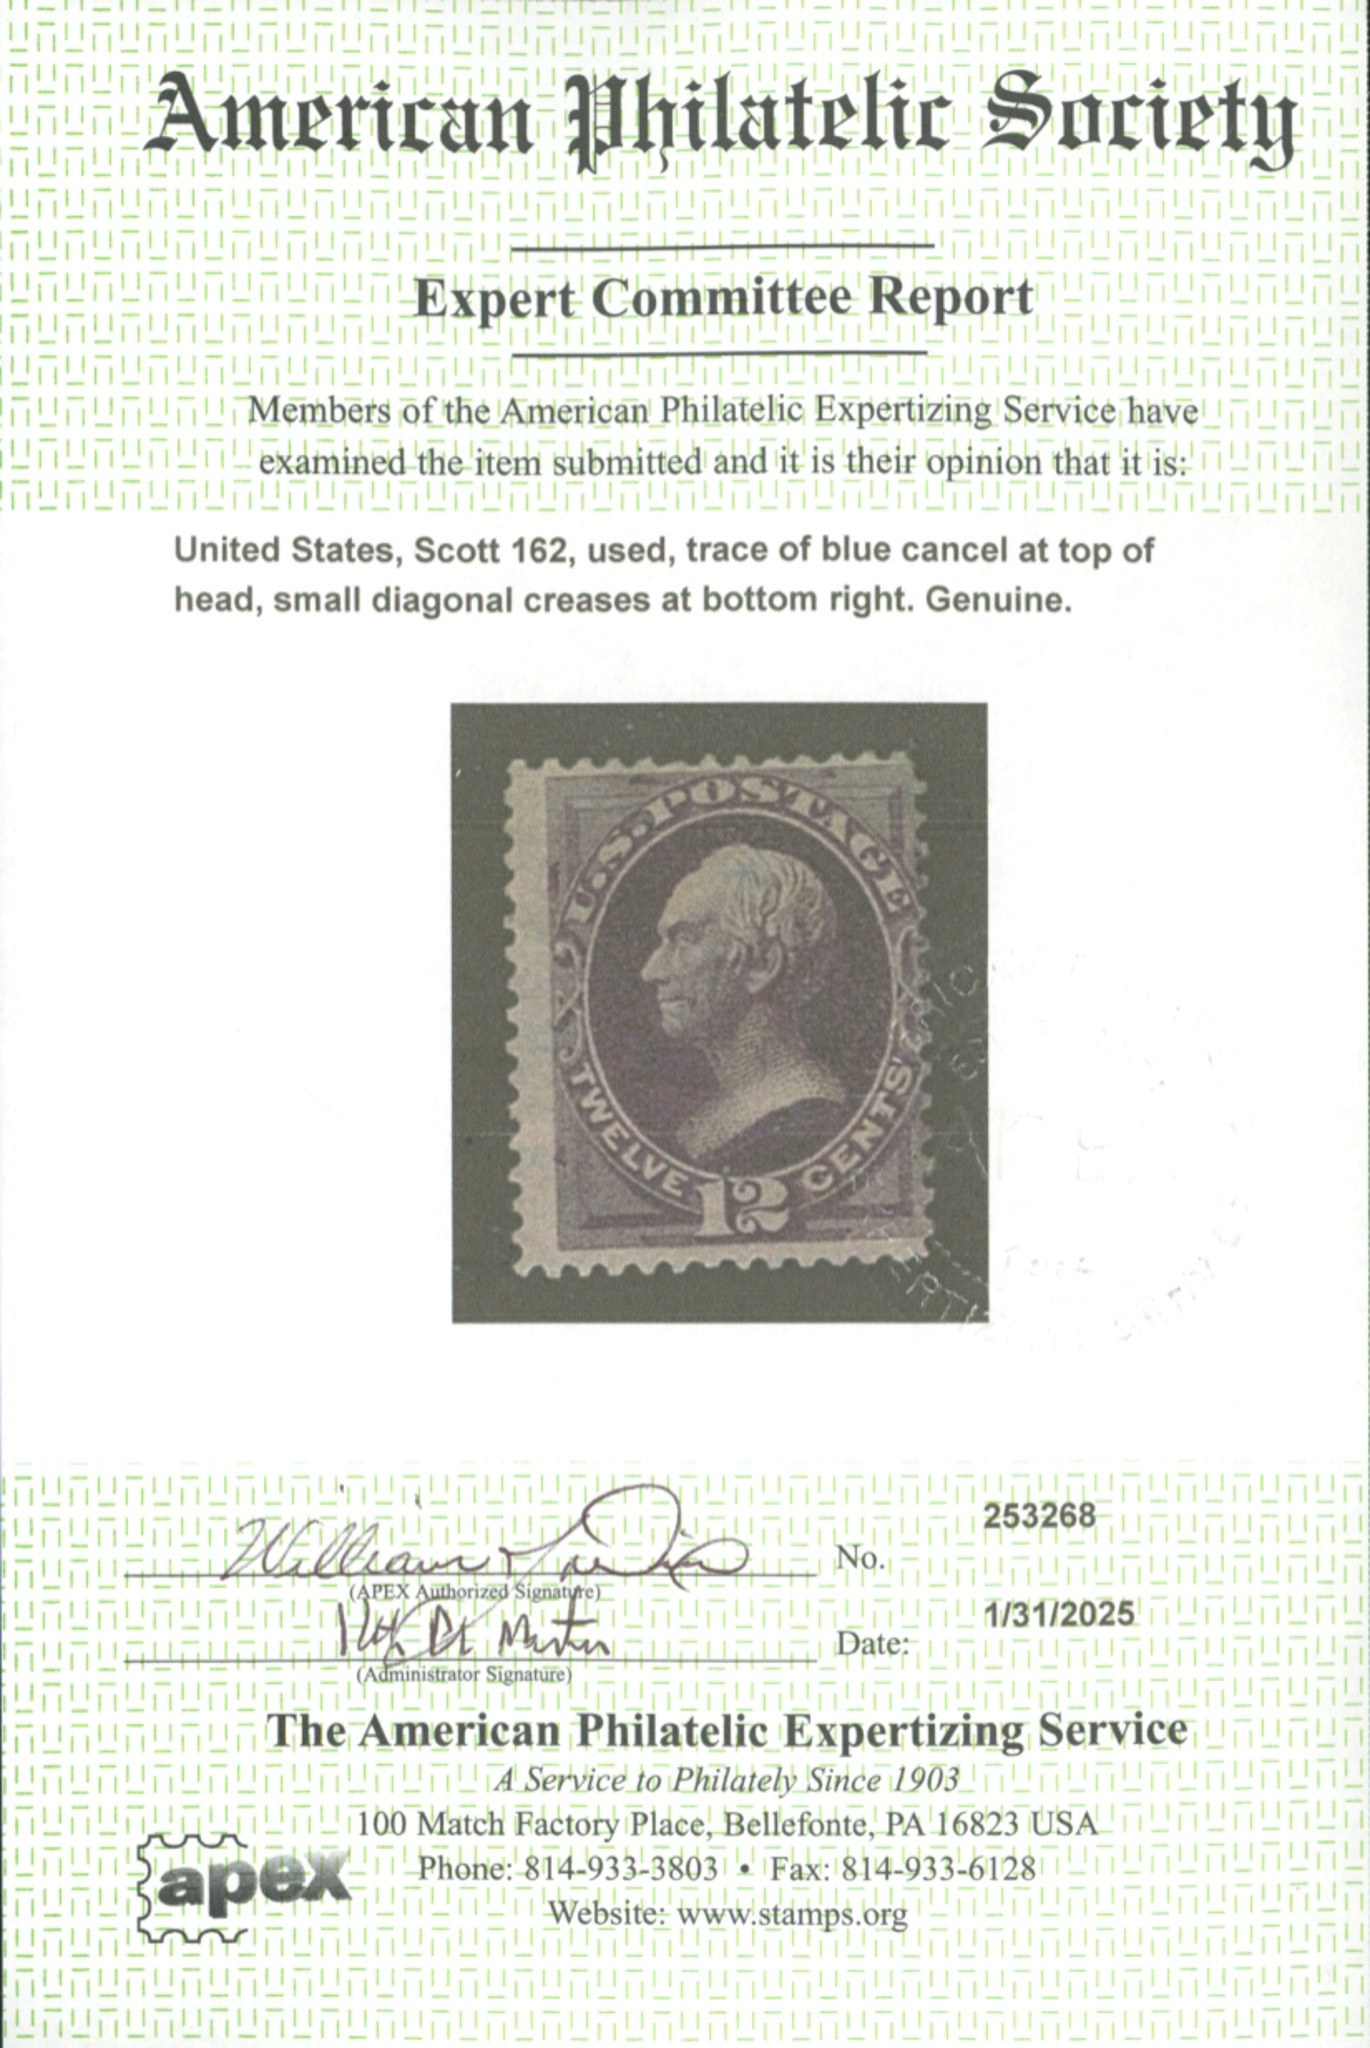 American Philatelic Society
Expert Committee Report
Members of the American Philatelic Expertizing Service have
examined the item submitted and it is their opinion that it is:
United States, Scott 162, used, trace of blue cancel at top of
head, small diagonal creases at bottom right. Genuine.
U.S. POSTAGE
TWELVE 12 CENTS
William
No. 253268
(APEX Authorized Signature)
Martin
Date: 1/31/2025
(Administrator Signature)
The American Philatelic Expertizing Service
A Service to Philately Since 1903
100 Match Factory Place, Bellefonte, PA 16823 USA
Phone: 814-933-3803 • Fax: 814-933-6128
Website: www.stamps.org
apex